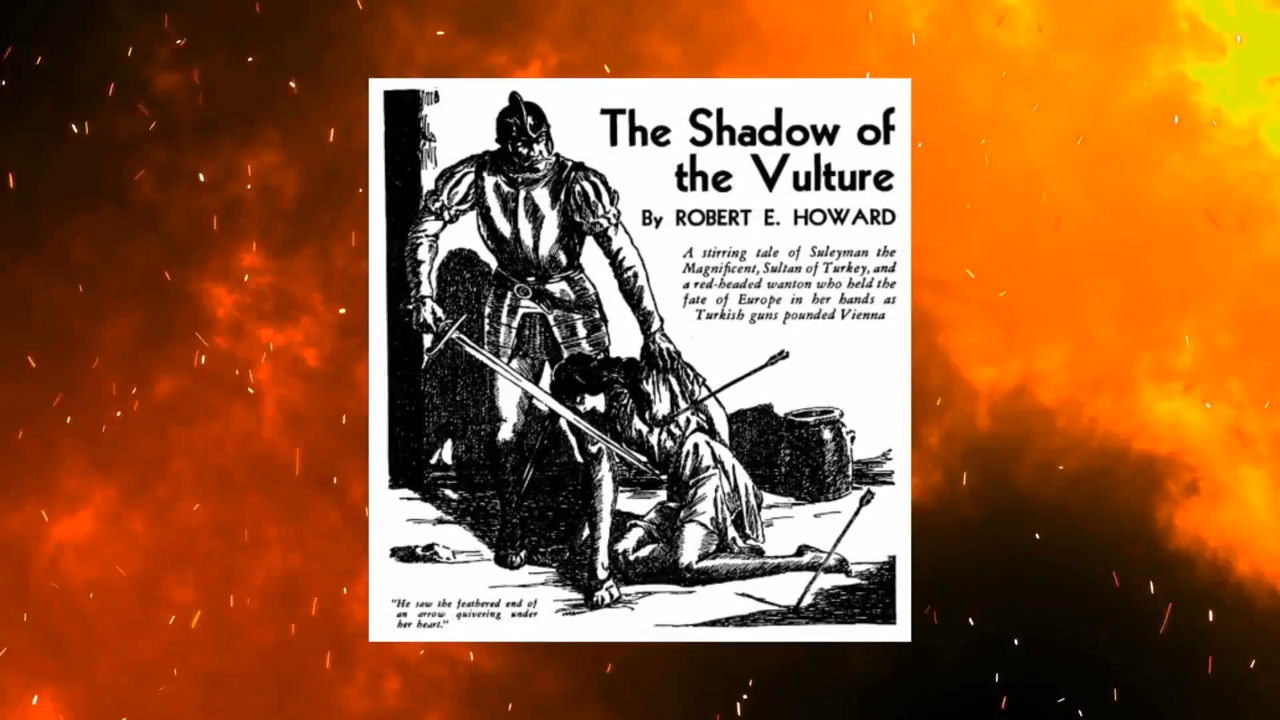 The Shadow of
the Vulture
By ROBERT E. HOWARD
A stirring tale of Suleyman the
Magnificent, Sultan of Turkey, and
a red-headed wanton who held the
fate of Europe in her hands as
Turkish guns pounded Vienna
"He saw the feathered end of
an arrow quivering under
her heart."